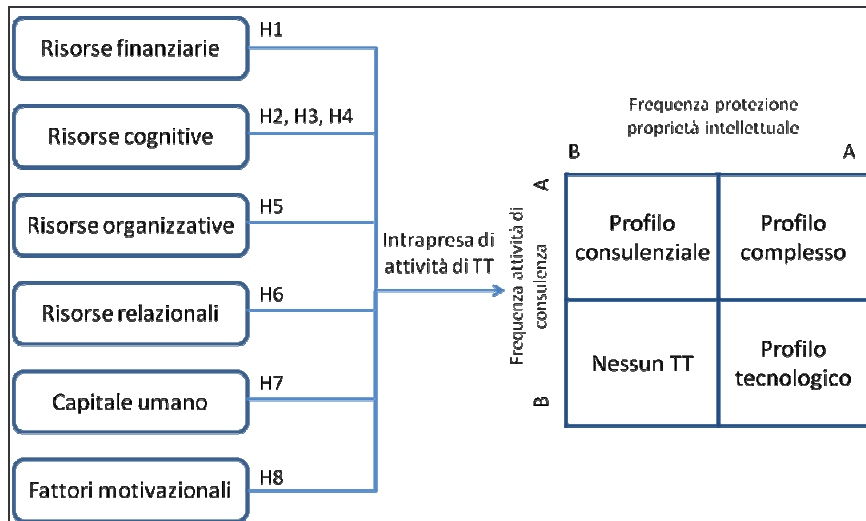 Risorse finanziarie
H1
Risorse cognitive
H2, H3, H4
Risorse organizzative
H5
Risorse relazionali
H6
Capitale umano
H7
Fattori motivazionali
H8
Intrapresa di
attività di TT
Frequenza protezione
proprietà intellettuale
B
A
Frequenza attività di
consulenza
A
B
Profilo
consulenziale
Profilo
complesso
Nessun TT
Profilo
tecnologico